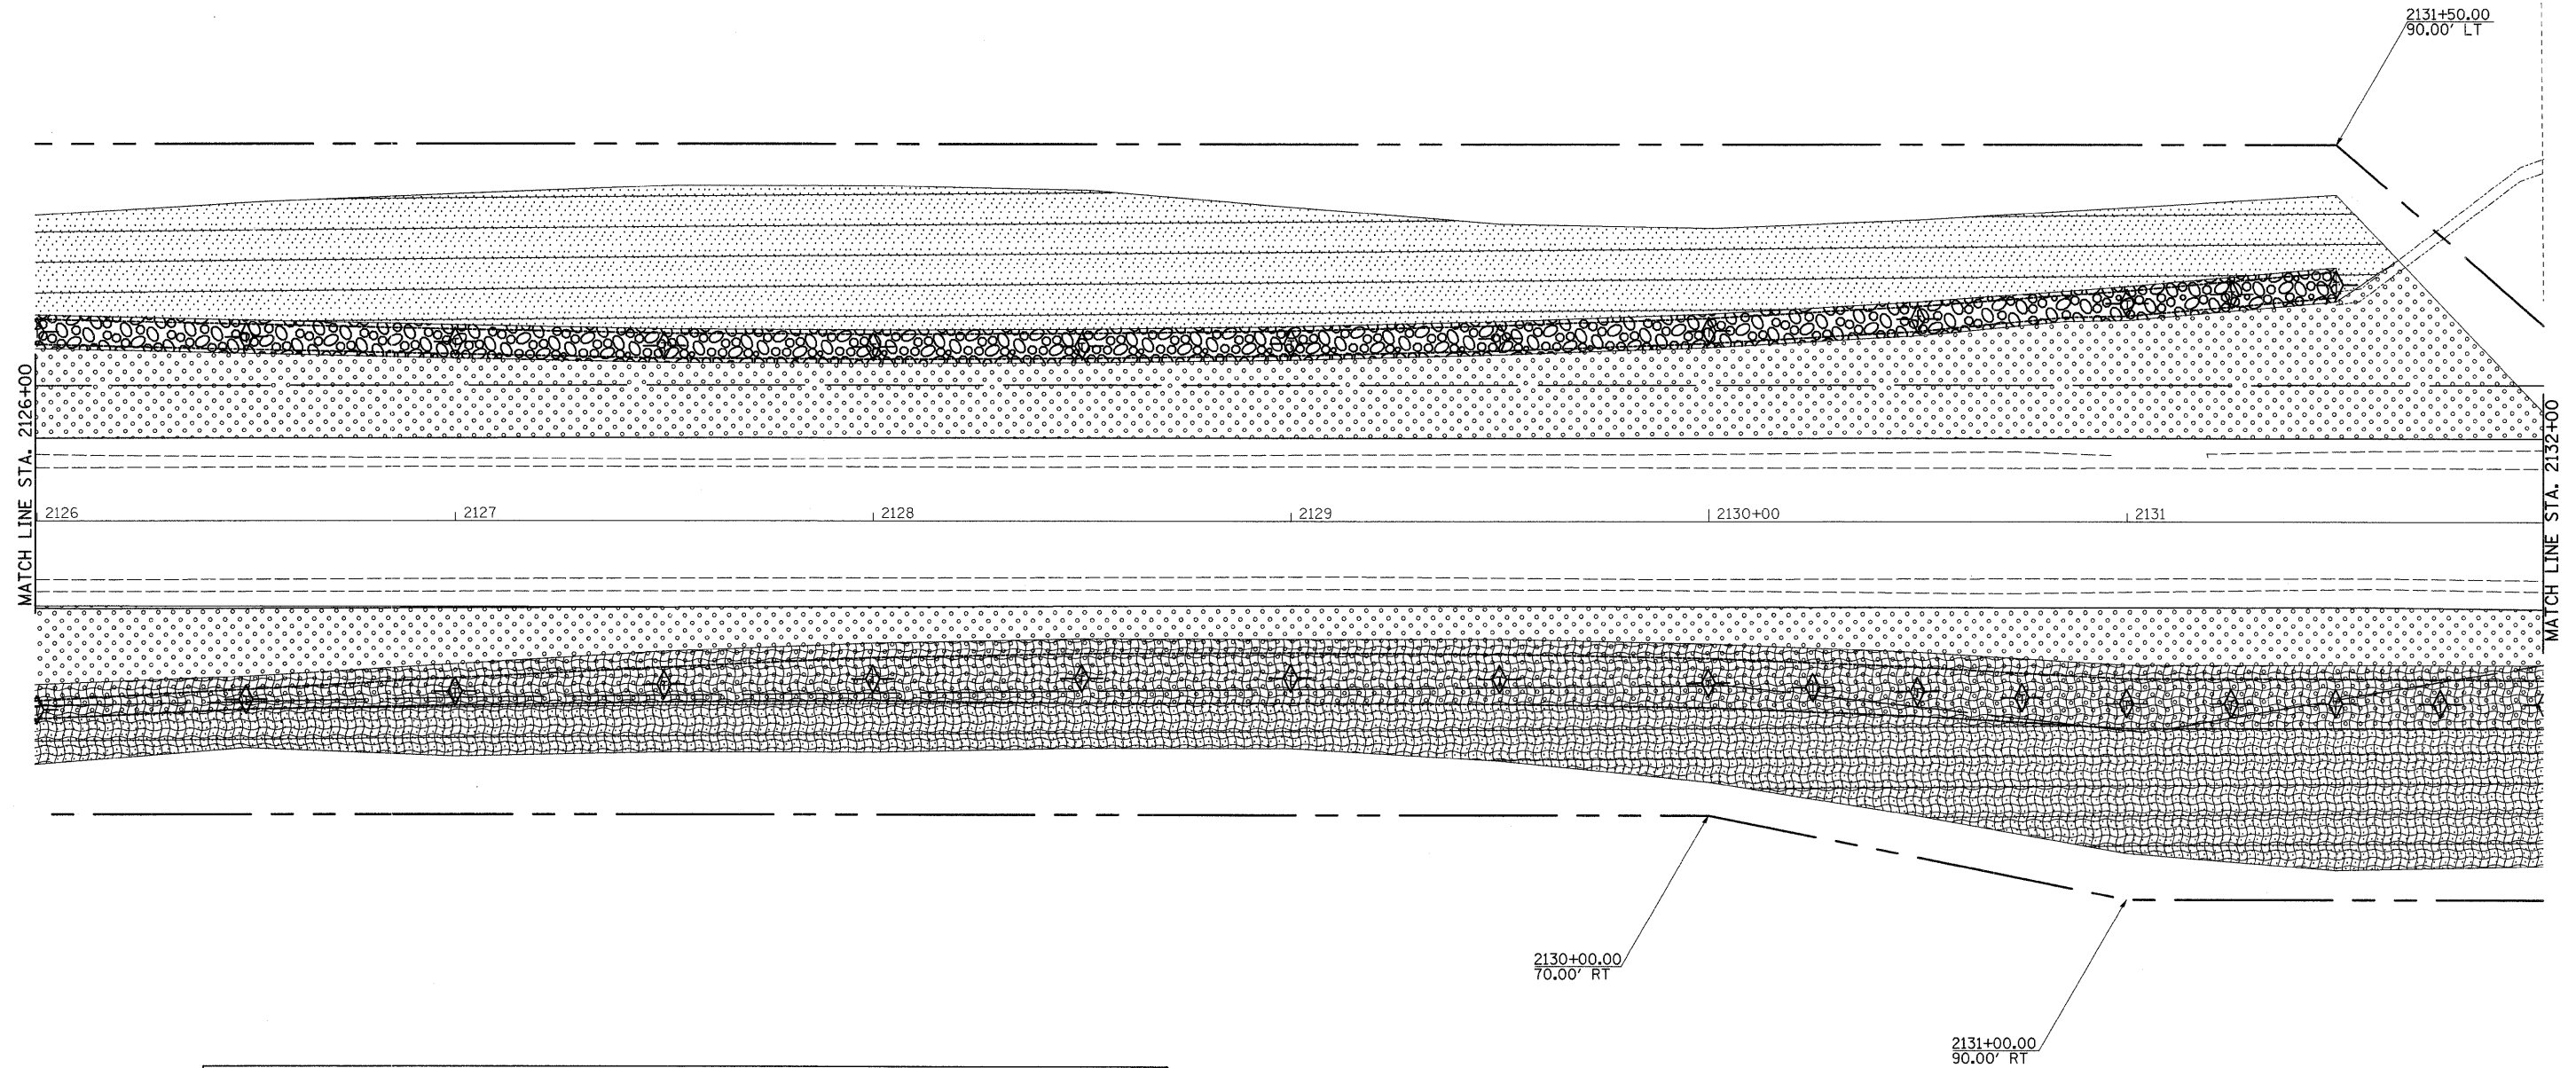 2131+50.00
90.00' LT
MATCH LINE STA. 2126+00
MATCH LINE STA. 2132+00
2126
2127
2128
2129
2130+00
2131
2130+00.00
70.00' RT
2131+00.00
90.00' RT